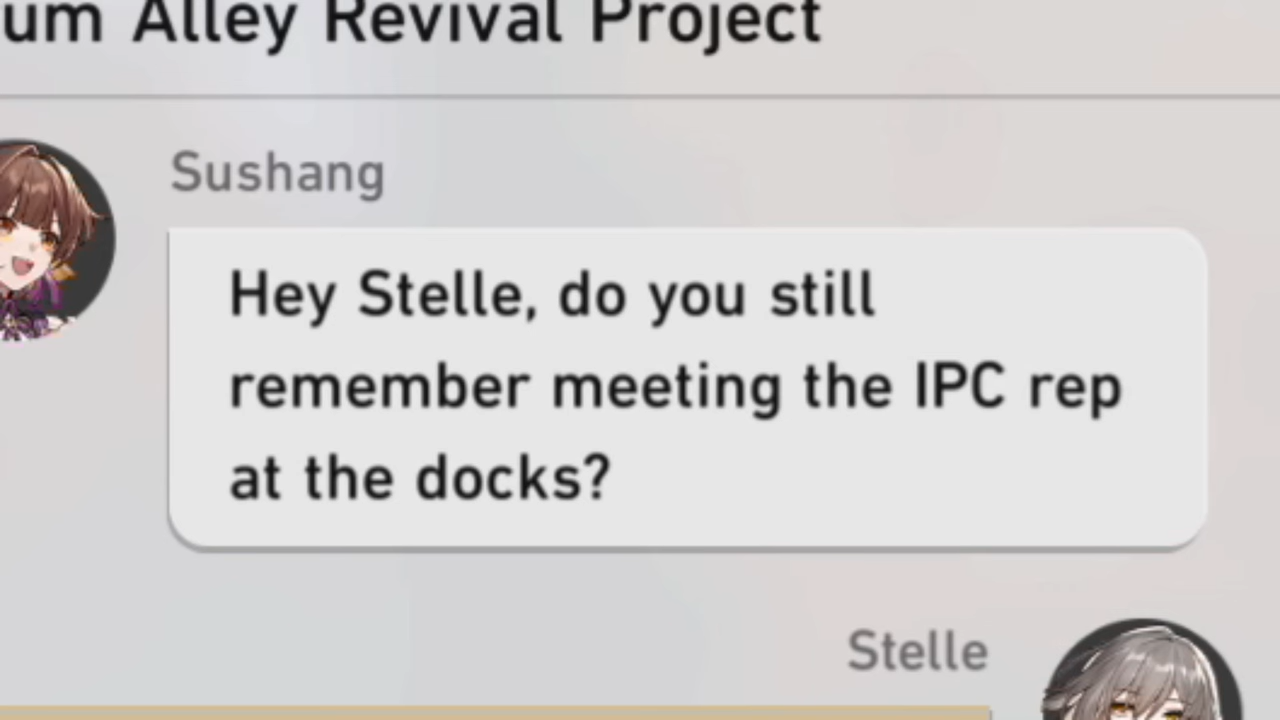 um Alley Revival Project
Sushang
Hey Stelle, do you still
remember meeting the IPC rep
at the docks?
Stelle